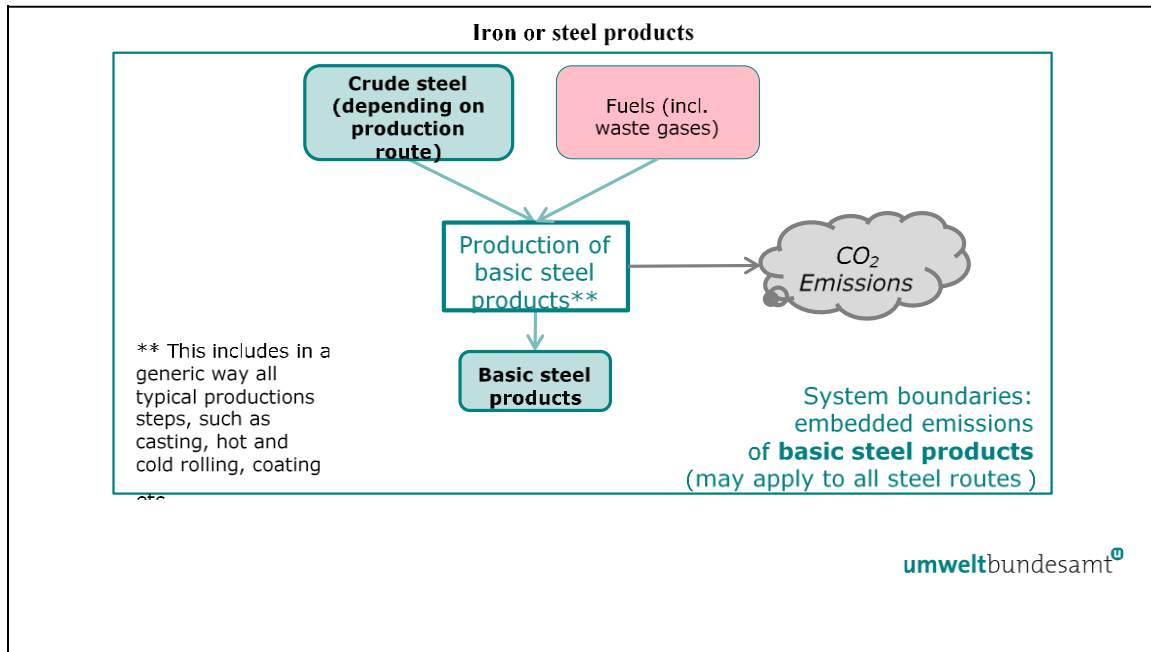 Iron or steel products
Crude steel
(depending on
production
route)
Fuels (incl.
waste gases)
Production of
basic steel
products**
CO₂
Emissions
Basic steel
products
** This includes in a
generic way all
typical productions
steps, such as
casting, hot and
cold rolling, coating
etc
System boundaries:
embedded emissions
of basic steel products
(may apply to all steel routes )
umweltbundesamt